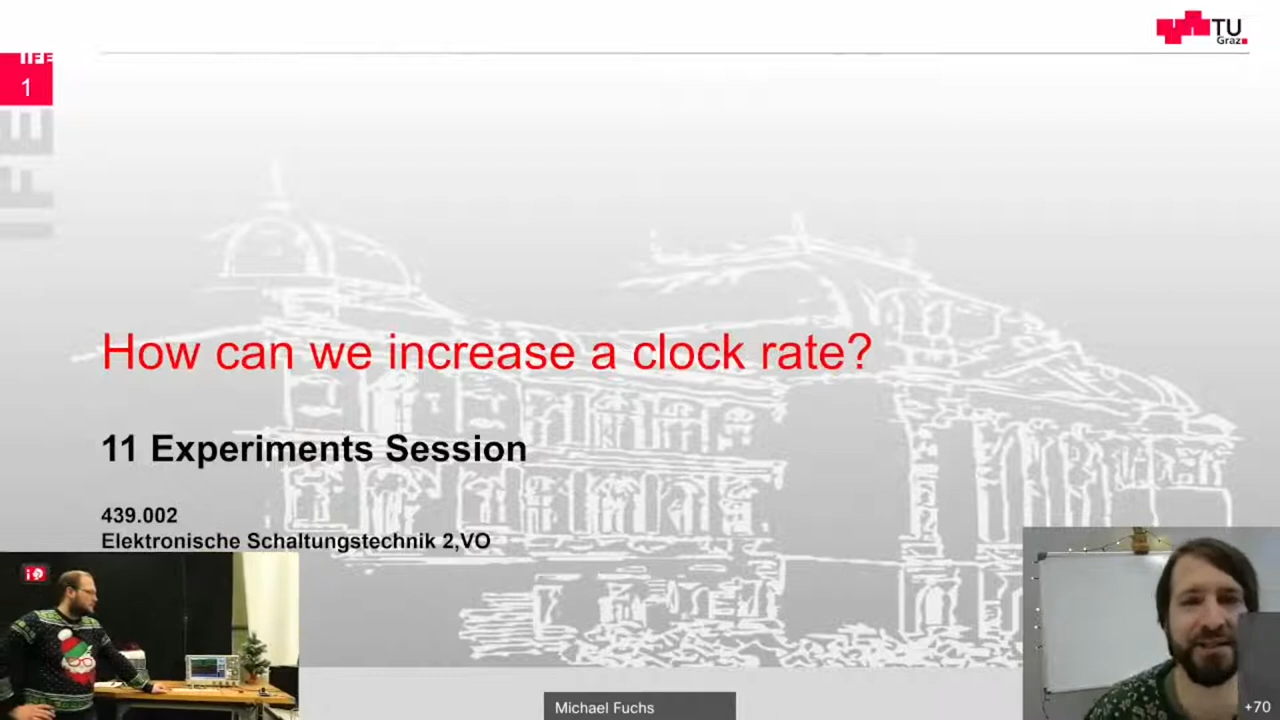 TU
Graz
IFE
1
IFE
How can we increase a clock rate?
11 Experiments Session
439.002
Elektronische Schaltungstechnik 2,VO
Michael Fuchs
+70